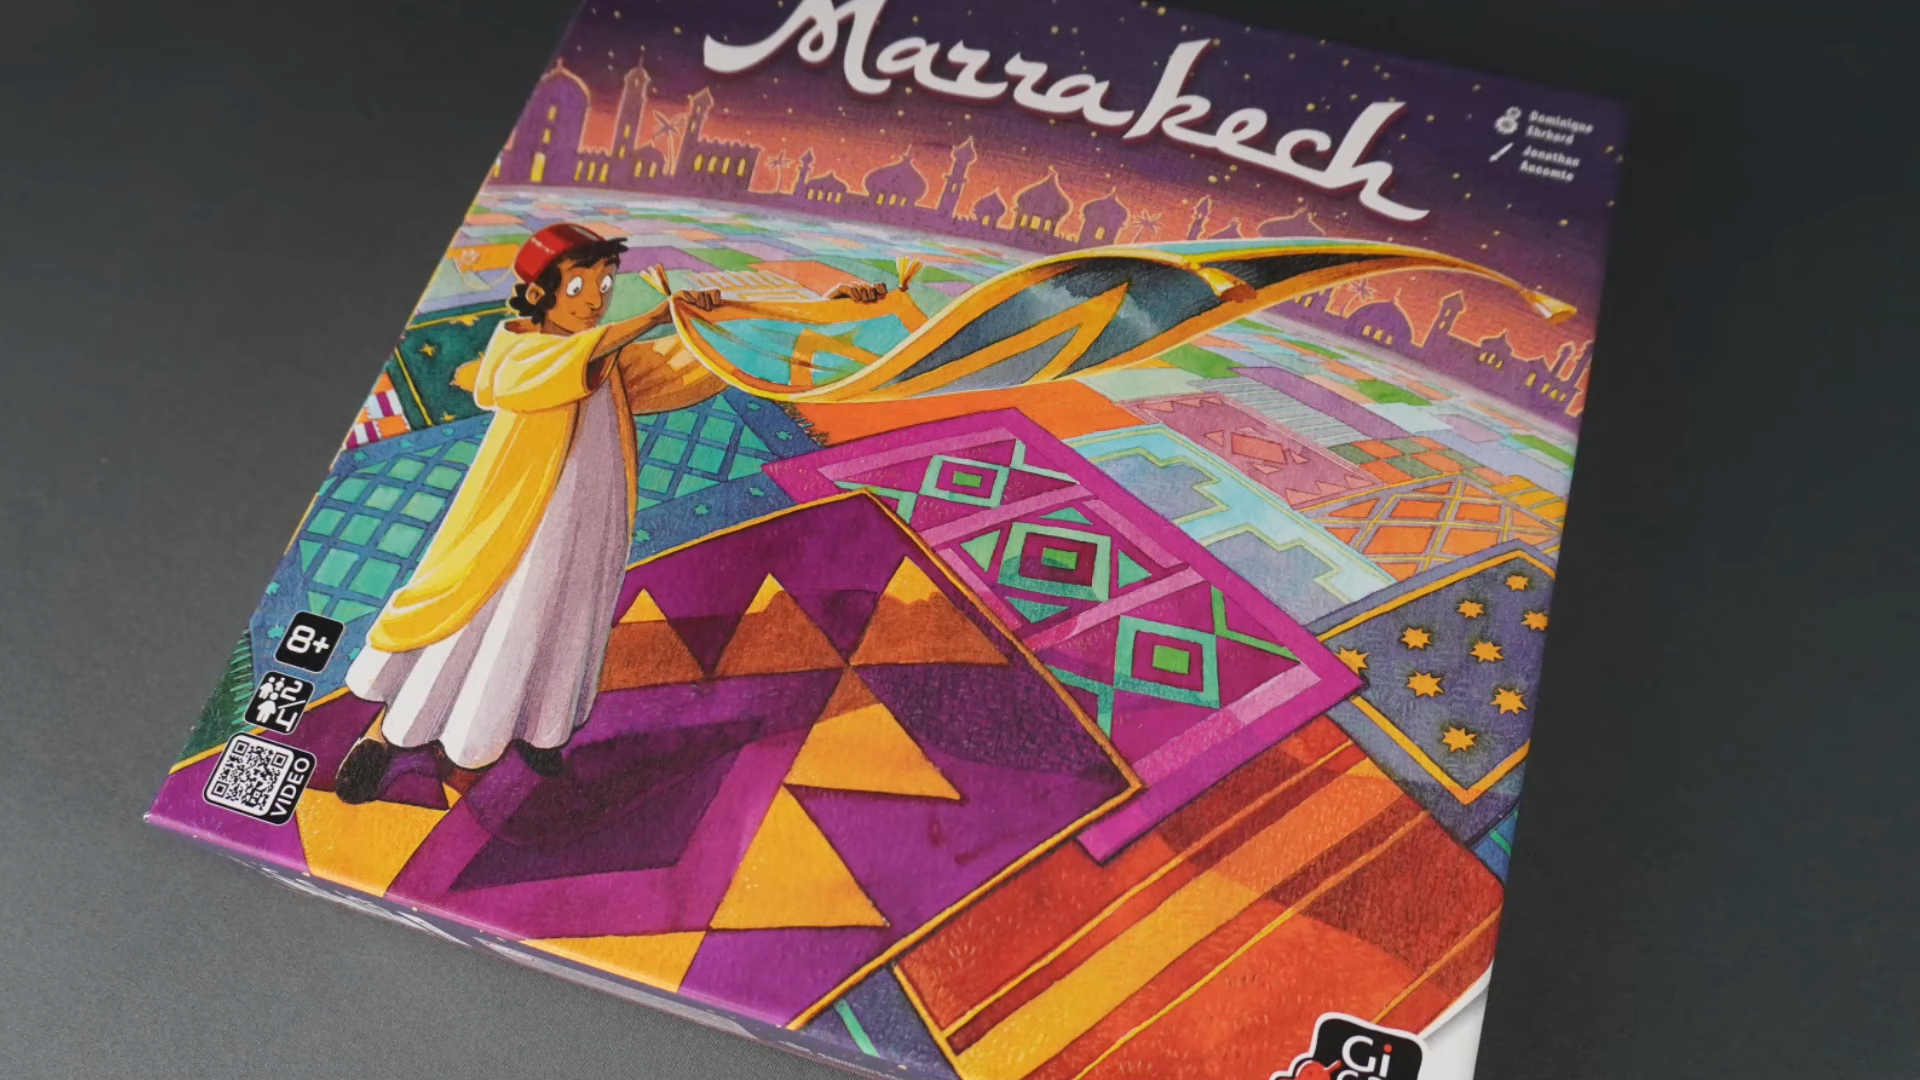 Marrakech
Dominique
Ehrhard
Jonathan
Aucomte
8+
2/4
VIDEO
Gi